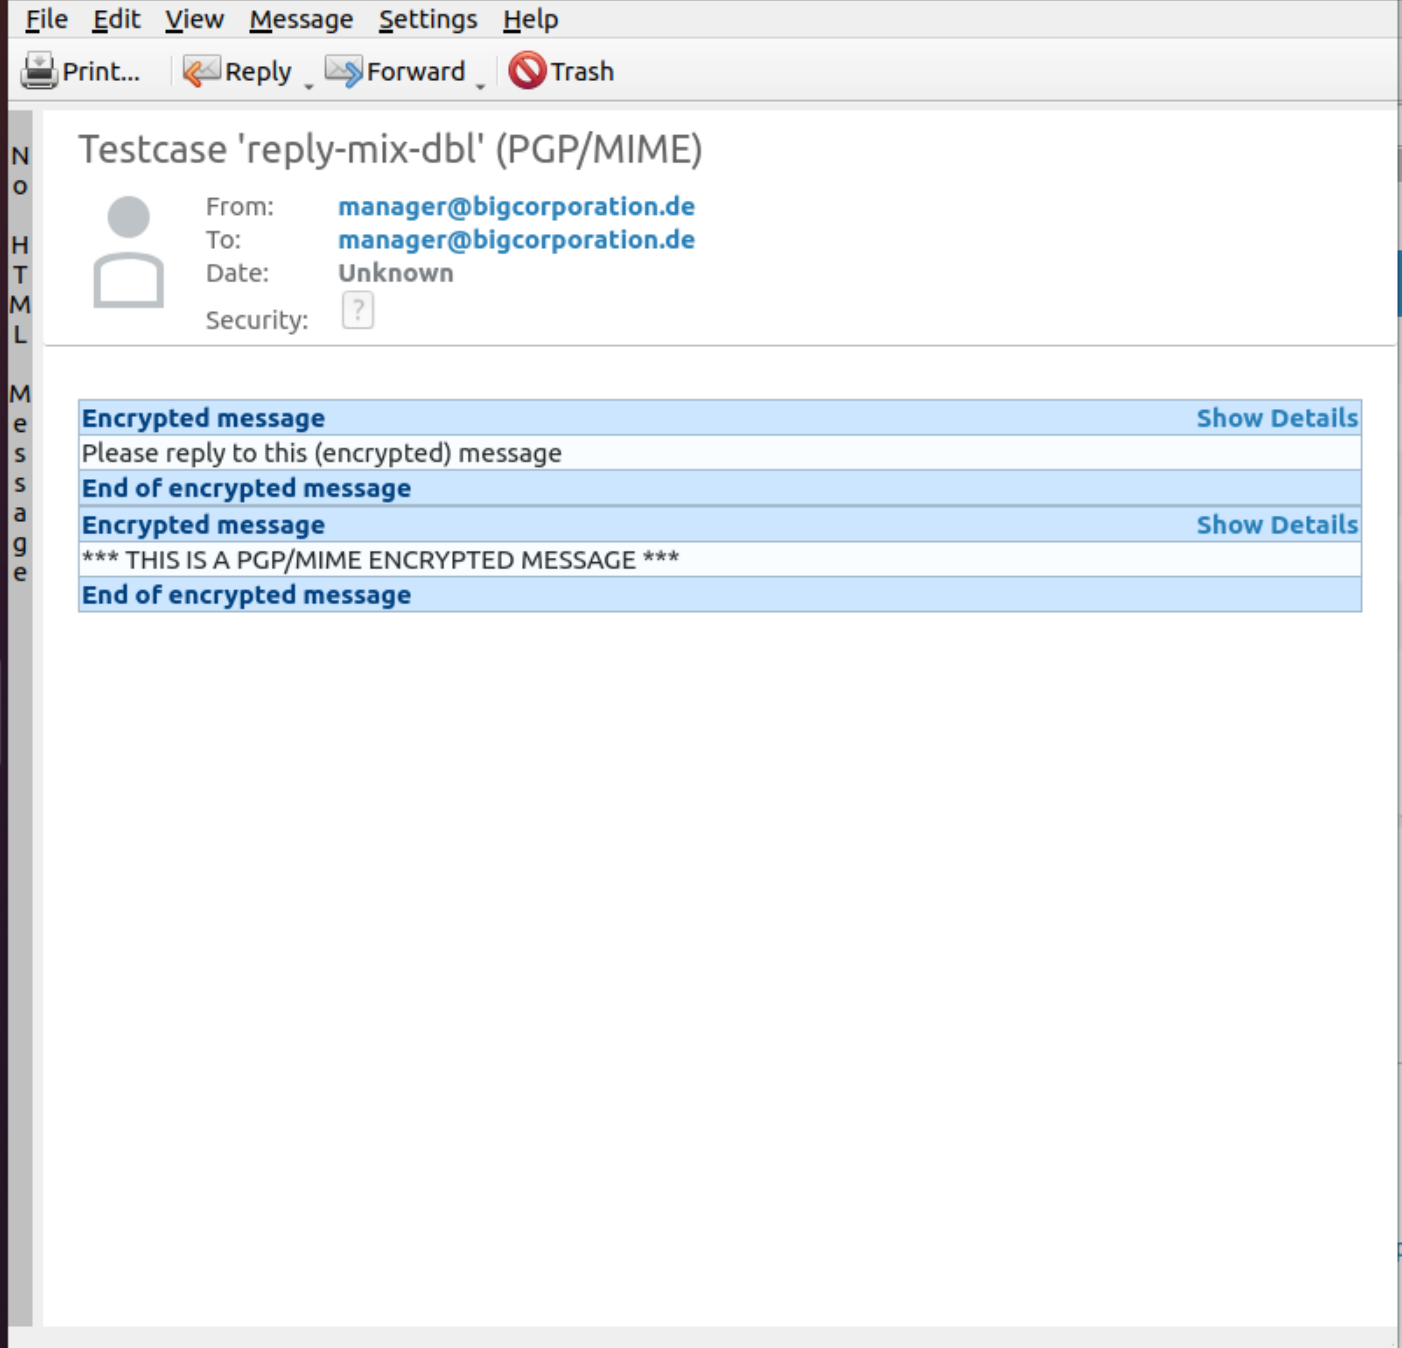 File Edit View Message Settings Help
Print... Reply Forward Trash
No HTML Message
Testcase 'reply-mix-dbl' (PGP/MIME)
From: manager@bigcorporation.de
To: manager@bigcorporation.de
Date: Unknown
Security: ?
Encrypted message Show Details
Please reply to this (encrypted) message
End of encrypted message
Encrypted message Show Details
*** THIS IS A PGP/MIME ENCRYPTED MESSAGE ***
End of encrypted message